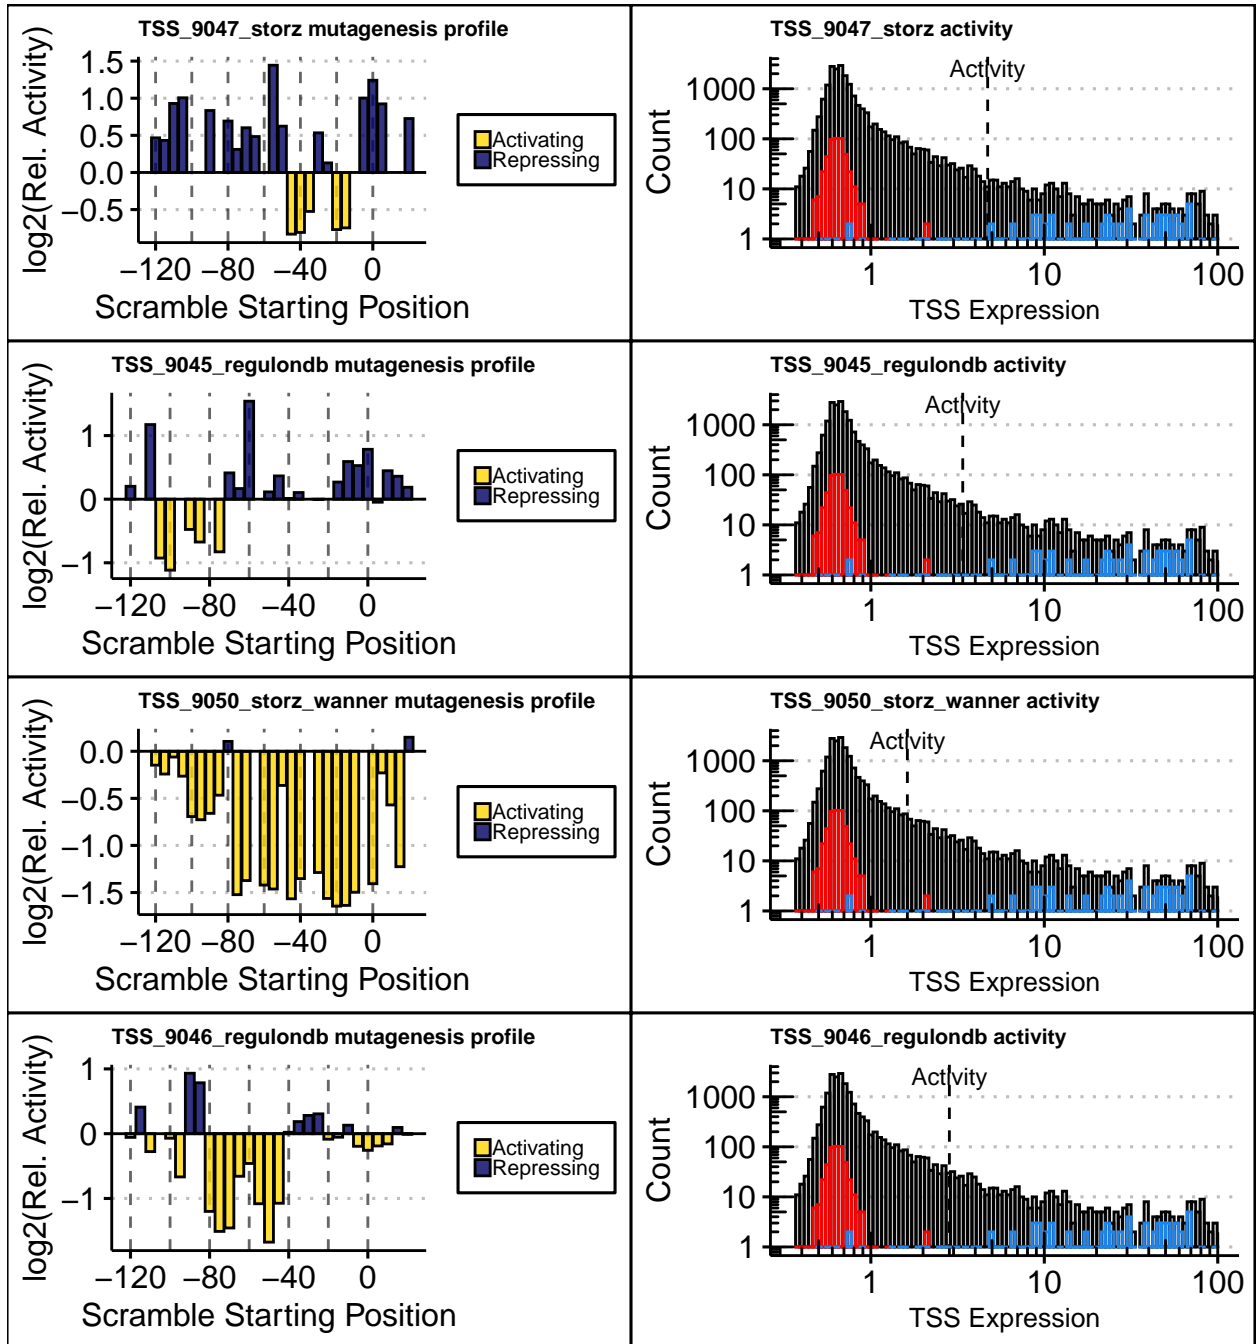 TSS_9047_storz mutagenesis profile
log2(Rel. Activity)
1.5
1.0
0.5
0.0
−0.5
−120 −80 −40 0
Scramble Starting Position
Activating
Repressing
TSS_9047_storz activity
Activity
Count
1000
100
10
1
1 10 100
TSS Expression
TSS_9045_regulondb mutagenesis profile
log2(Rel. Activity)
1
0
−1
−120 −80 −40 0
Scramble Starting Position
Activating
Repressing
TSS_9045_regulondb activity
Activity
Count
1000
100
10
1
1 10 100
TSS Expression
TSS_9050_storz_wanner mutagenesis profile
log2(Rel. Activity)
0.0
−0.5
−1.0
−1.5
−120 −80 −40 0
Scramble Starting Position
Activating
Repressing
TSS_9050_storz_wanner activity
Activity
Count
1000
100
10
1
1 10 100
TSS Expression
TSS_9046_regulondb mutagenesis profile
log2(Rel. Activity)
1
0
−1
−120 −80 −40 0
Scramble Starting Position
Activating
Repressing
TSS_9046_regulondb activity
Activity
Count
1000
100
10
1
1 10 100
TSS Expression